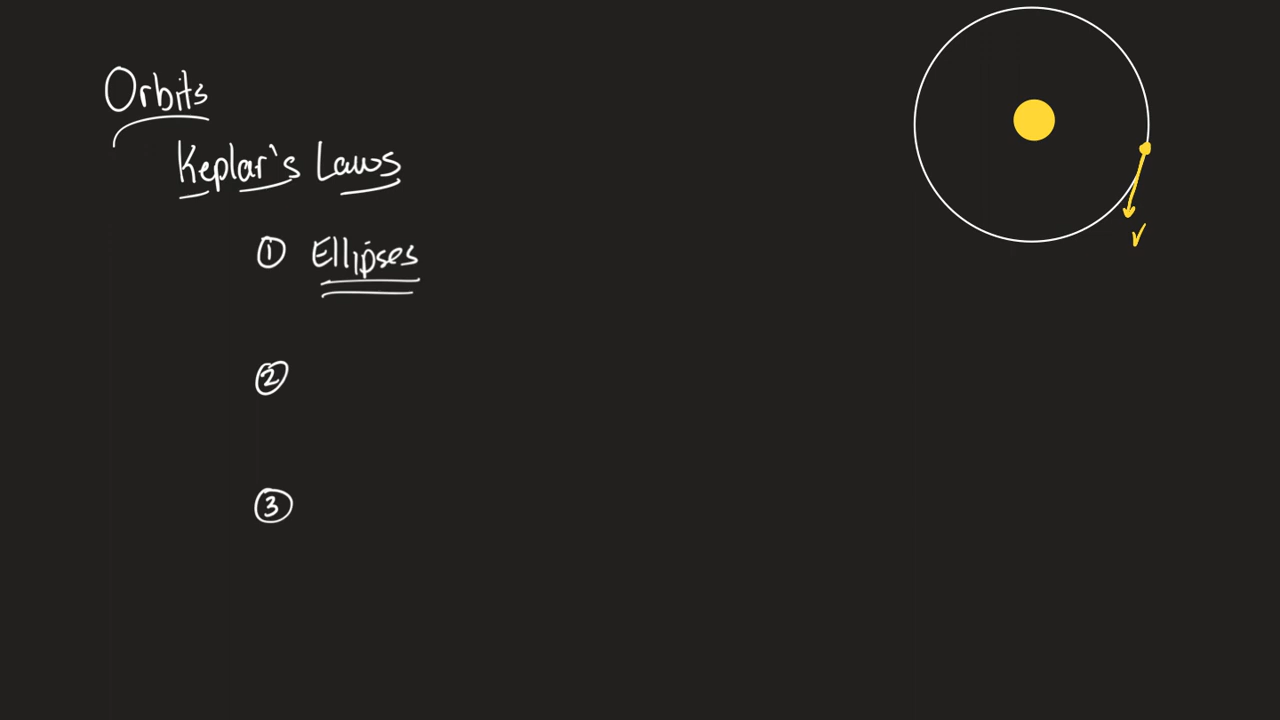 Orbits
Keplar's Laws
① Ellipses
②
③
v